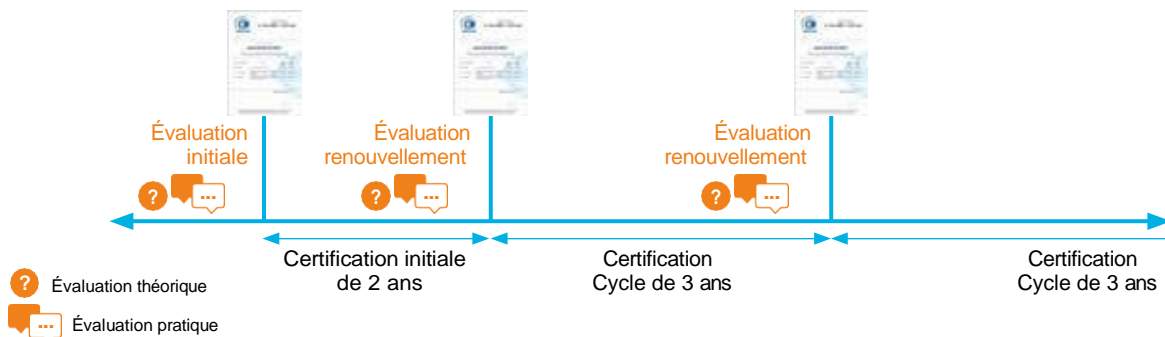 Évaluation
initiale
Évaluation
renouvellement
Évaluation
renouvellement
?
...
?
...
?
...
Certification initiale
de 2 ans
Certification
Cycle de 3 ans
Certification
Cycle de 3 ans
? Évaluation théorique
... Évaluation pratique